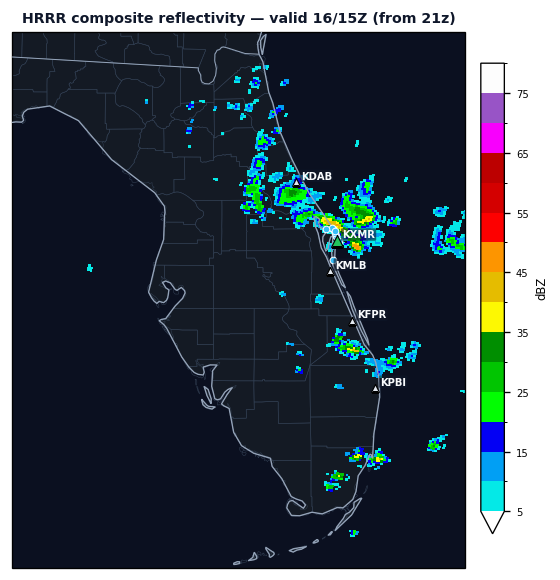 HRRR composite reflectivity — valid 16/15Z (from 21z)
KDAB
KXMR
KMLB
KFPR
KPBI
75
65
55
45
35
25
15
5
dBZ